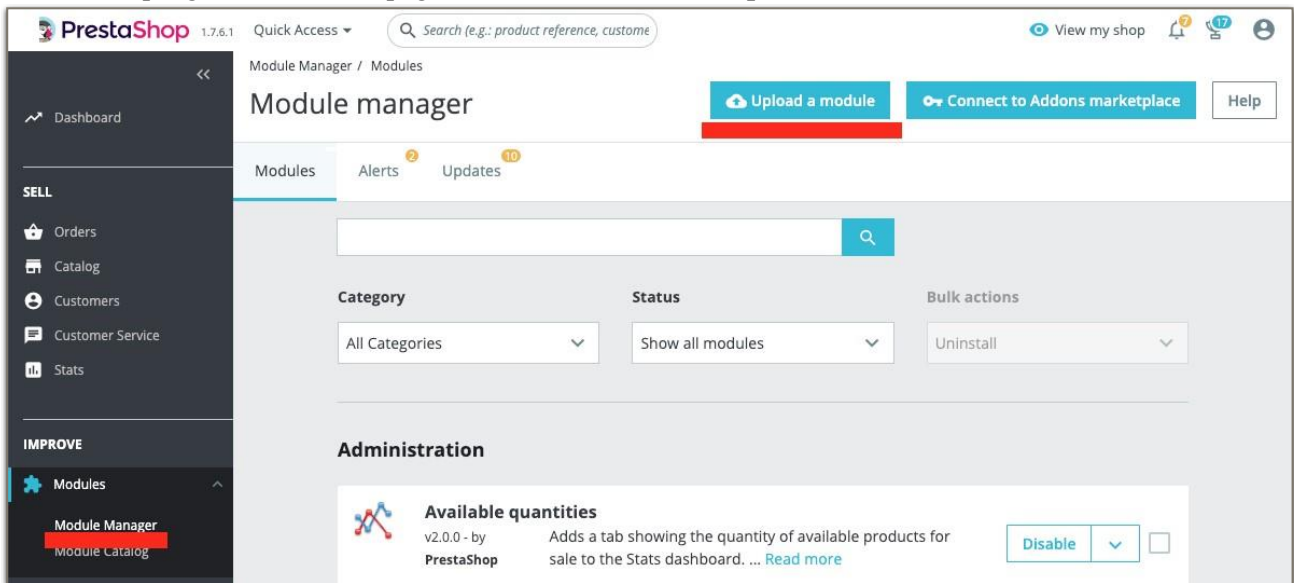 PrestaShop 1.7.6.1 Quick Access Search (e.g.: product reference, custome View my shop 7 17
<<
Module Manager / Modules
Module manager Upload a module Connect to Addons marketplace Help
Dashboard
Modules Alerts 2 Updates 10
SELL
Orders
Catalog
Customers
Customer Service
Stats
Category Status Bulk actions
All Categories Show all modules Uninstall
IMPROVE
Modules
Module Manager
Module Catalog
Administration
Available quantities
v2.0.0 - by Adds a tab showing the quantity of available products for
PrestaShop sale to the Stats dashboard. ... Read more
Disable